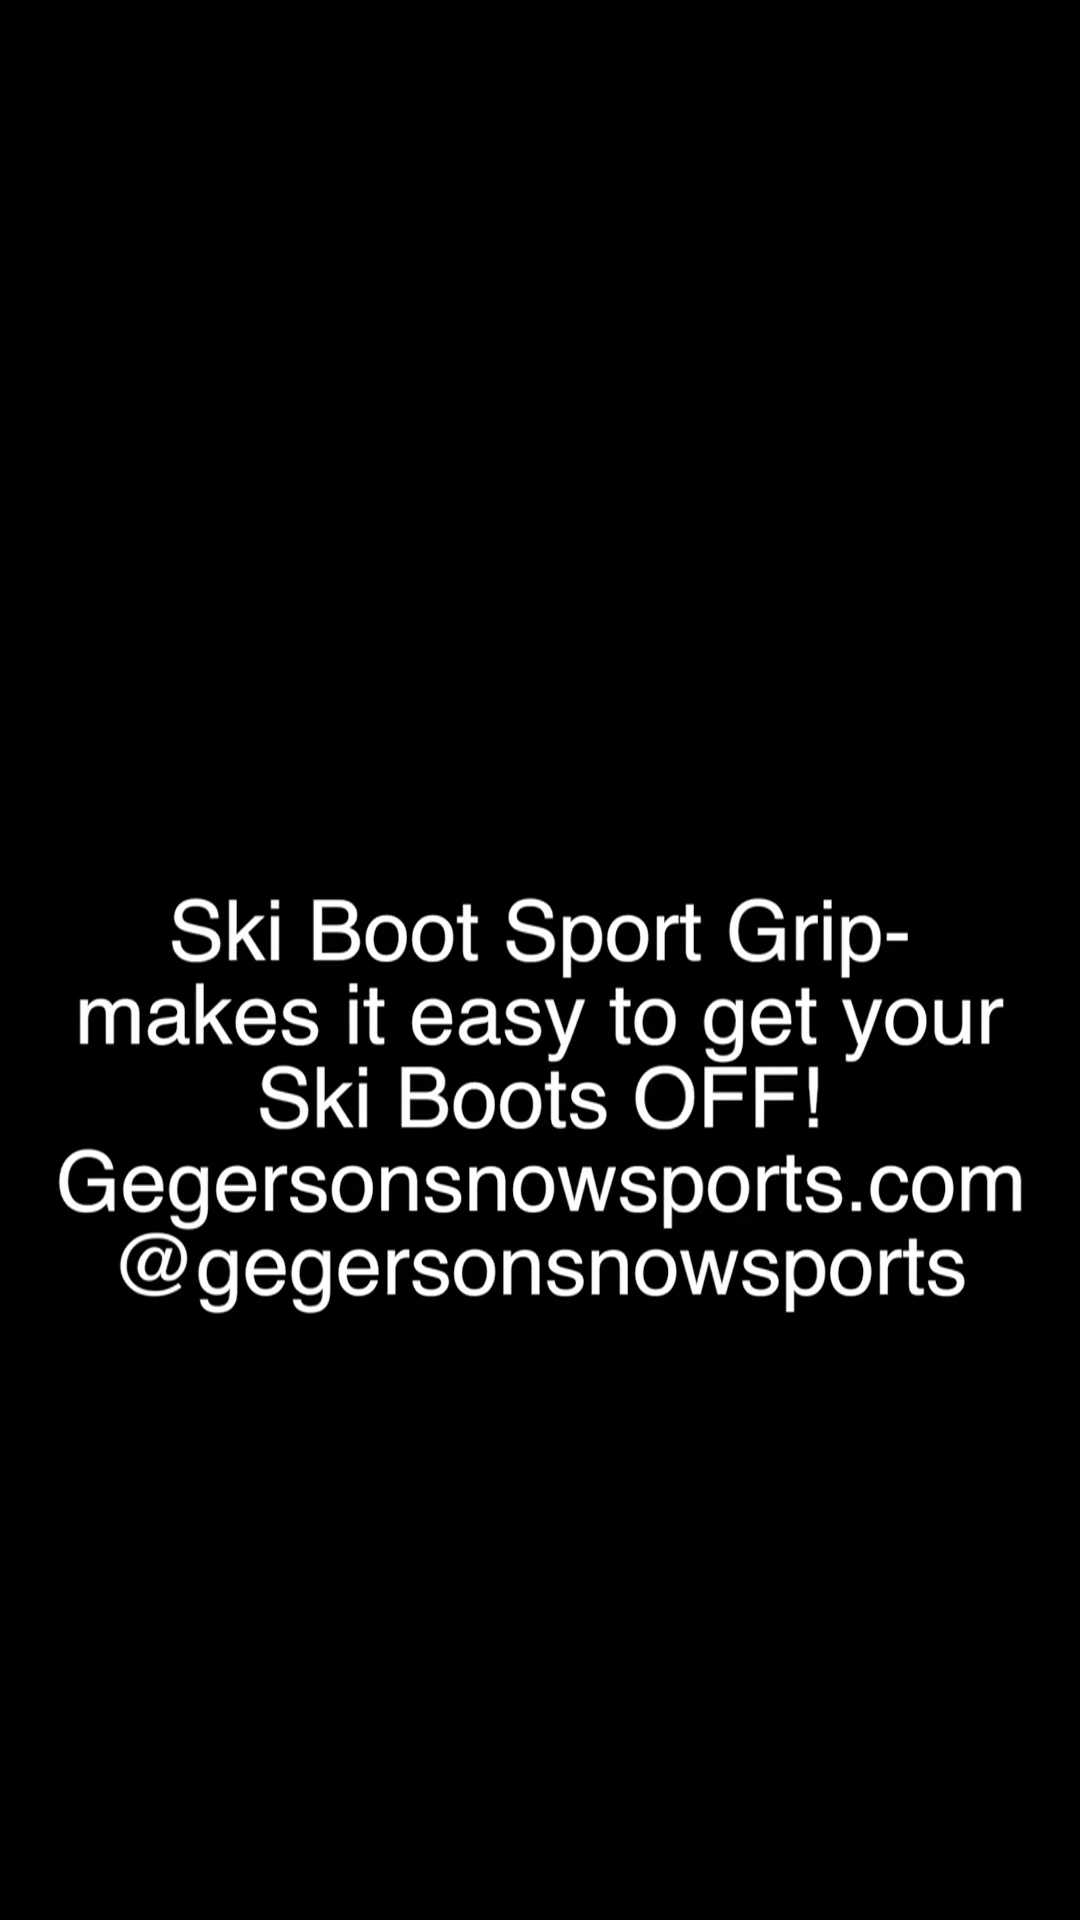 Ski Boot Sport Grip-
makes it easy to get your
Ski Boots OFF!
Gegersonsnowsports.com
@gegersonsnowsports